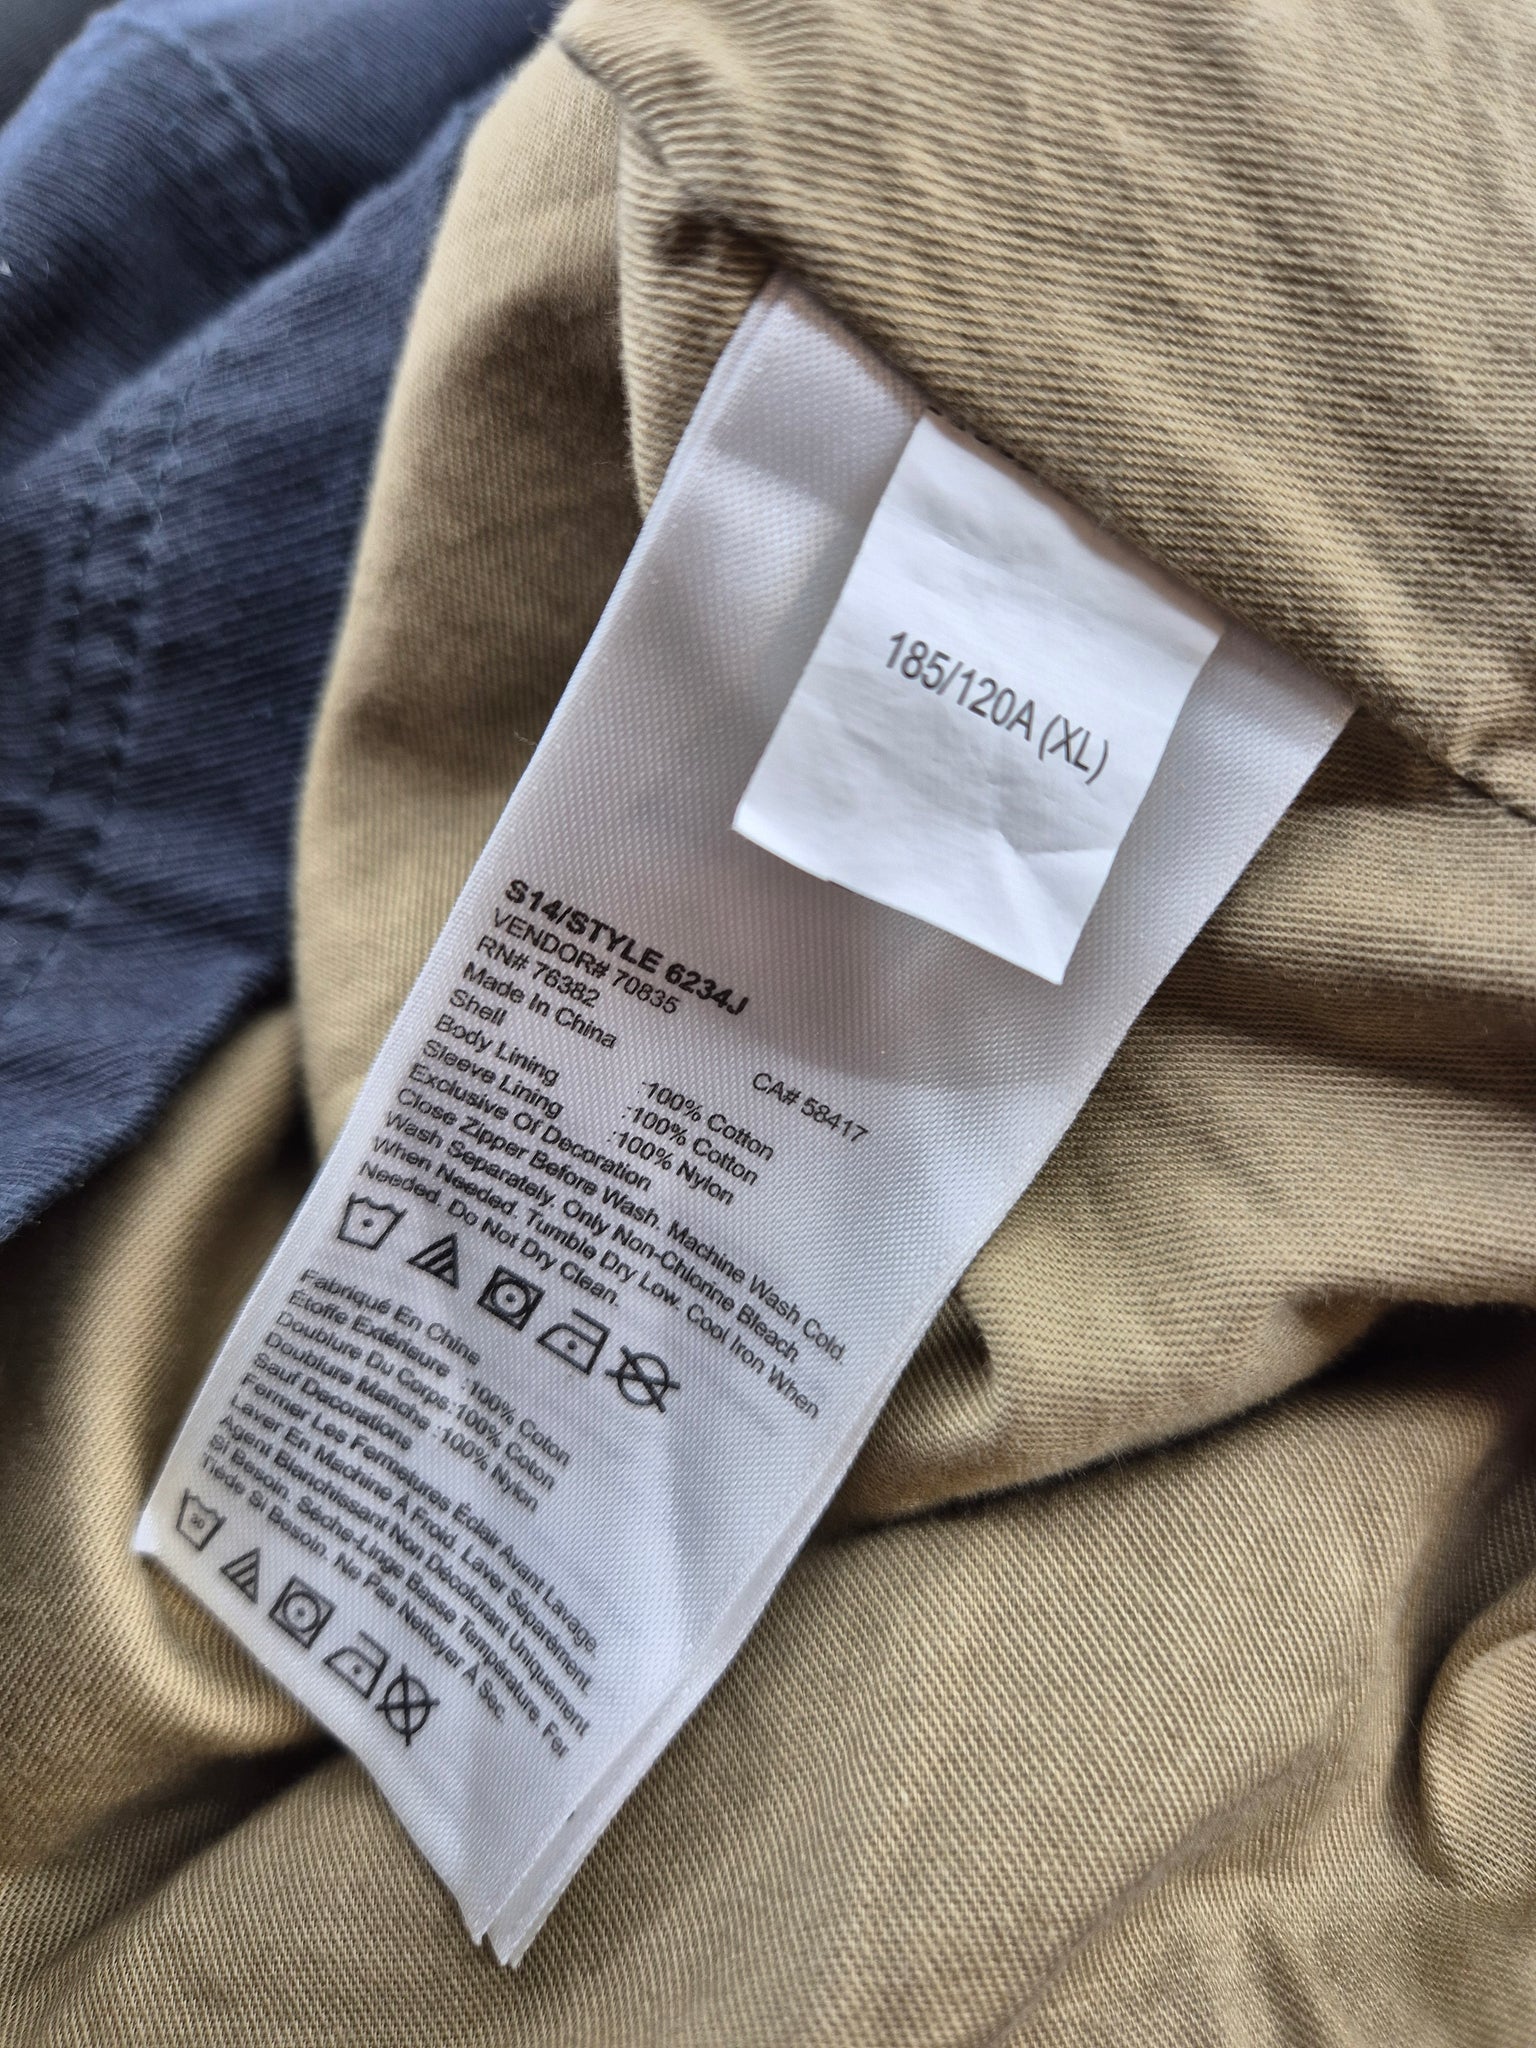 185/120A (XL)
S14/STYLE 6234J
VENDOR# 70835
RN# 76382 CA# 58417
Made In China
Shell :100% Cotton
Body Lining :100% Cotton
Sleeve Lining :100% Nylon
Exclusive Of Decoration
Close Zipper Before Wash. Machine Wash Cold.
Wash Separately. Only Non-Chlorine Bleach
When Needed. Tumble Dry Low. Cool Iron When
Needed. Do Not Dry Clean.
Fabriqué En Chine
Étoffe Extérieure :100% Coton
Doublure Du Corps:100% Coton
Doublure Manche :100% Nylon
Sauf Decorations
Fermer Les Fermetures Éclair Avant Lavage.
Laver En Machine À Froid. Laver Séparément.
Agent Blanchissant Non Décolorant Uniquement
Si Besoin. Séche-Linge Basse Température. Fer
Tiède Si Besoin. Ne Pas Nettoyer À Sec.
30